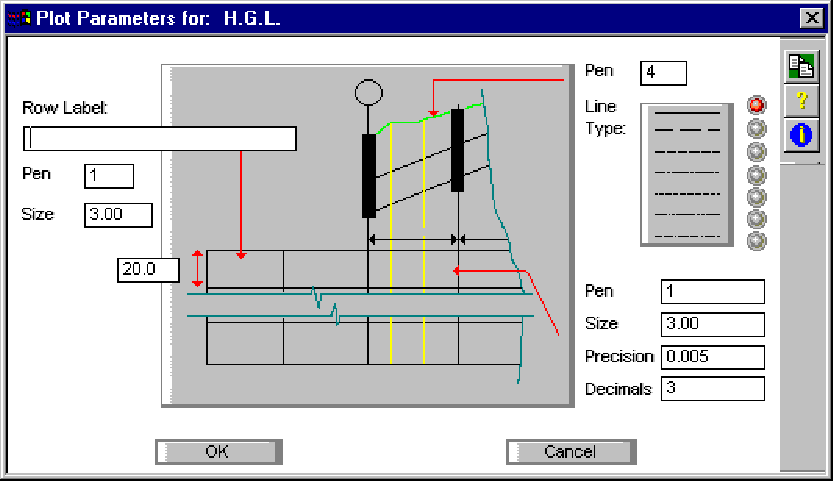 Plot Parameters for: H.G.L.
Row Label:
Pen 1
Size 3.00
20.0
Pen 4
Line
Type:
?
i
Pen 1
Size 3.00
Precision 0.005
Decimals 3
OK
Cancel